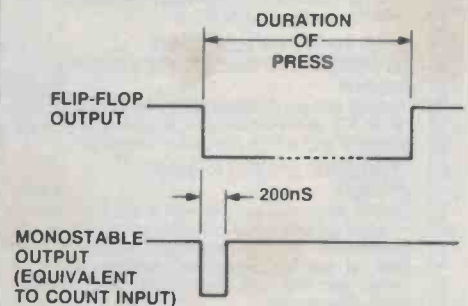 DURATION
OF
PRESS
FLIP-FLOP
OUTPUT
200nS
MONOSTABLE
OUTPUT
(EQUIVALENT
TO COUNT INPUT)